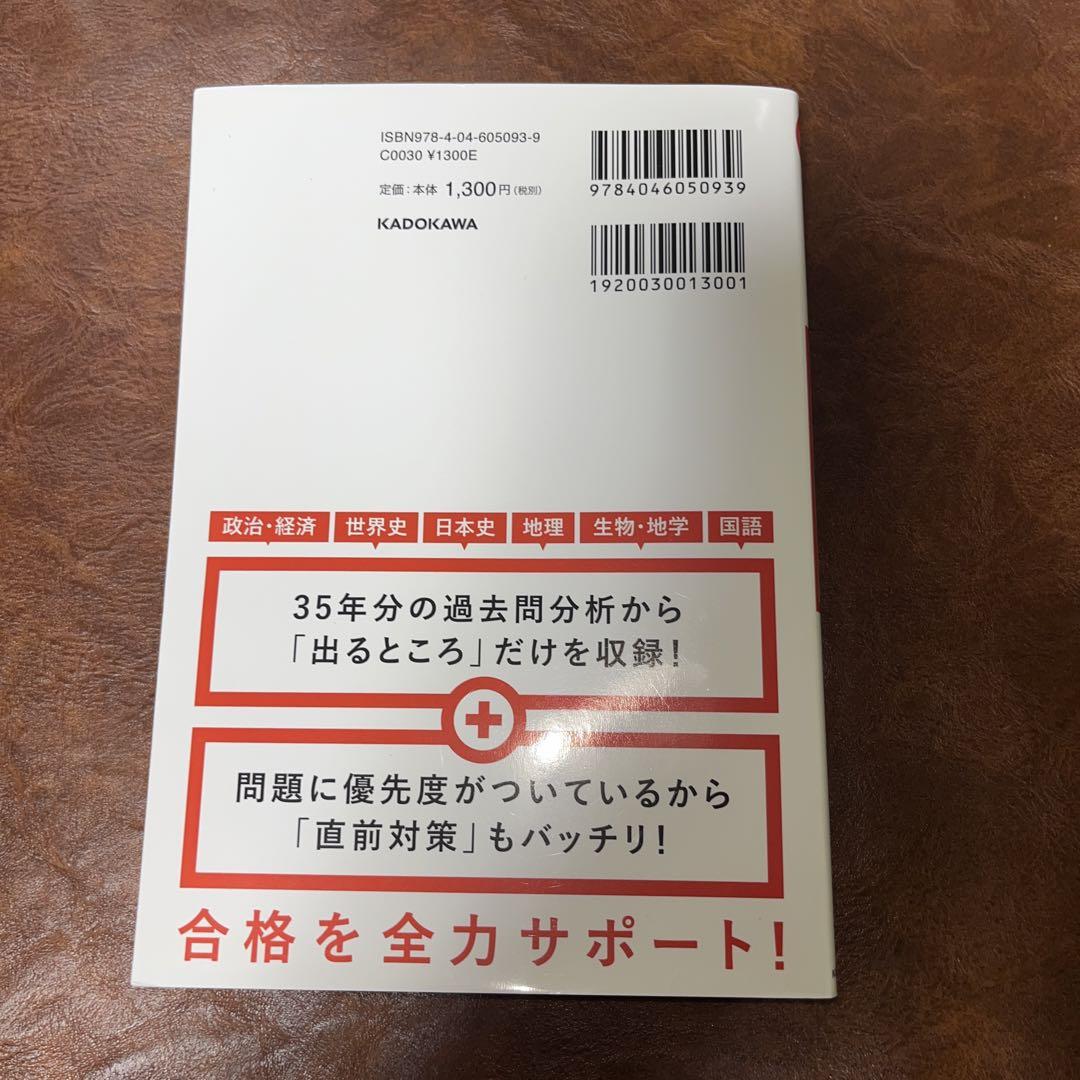 ISBN978-4-04-605093-9
C0030 ¥1300E
定価:本体 1,300円(税別)
KADOKAWA
9784046050939
1920030013001
政治・経済 世界史 日本史 地理 生物・地学 国語
35年分の過去問分析から
「出るところ」だけを収録!
+
問題に優先度がついているから
「直前対策」もバッチリ!
合格を全力サポート!